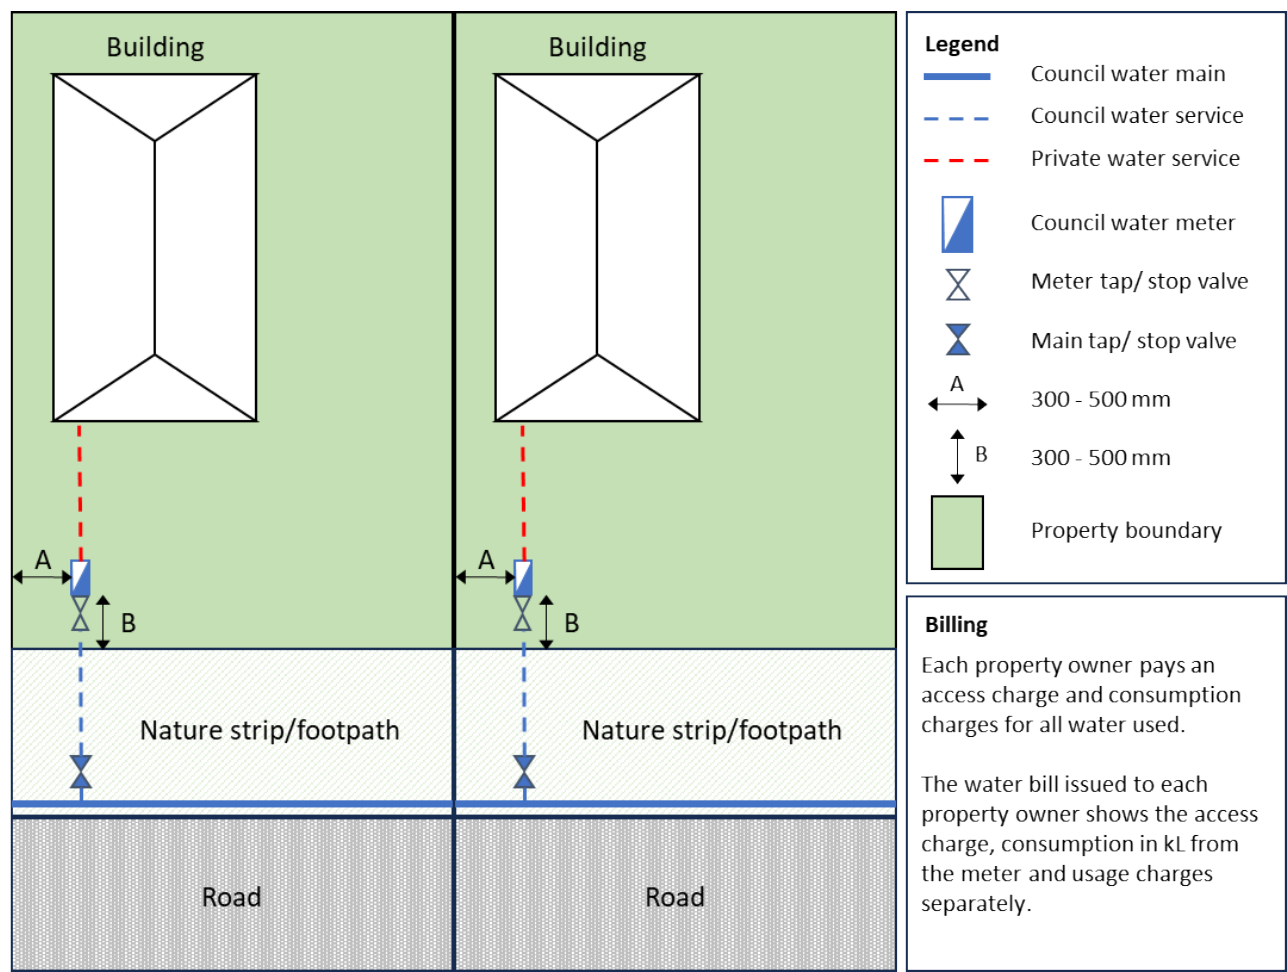 Building
Building
A
B
A
B
Nature strip/footpath
Nature strip/footpath
Road
Road
Legend
Council water main
Council water service
Private water service
Council water meter
Meter tap/ stop valve
Main tap/ stop valve
A
300 - 500 mm
B
300 - 500 mm
Property boundary
Billing
Each property owner pays an
access charge and consumption
charges for all water used.
The water bill issued to each
property owner shows the access
charge, consumption in kL from
the meter and usage charges
separately.